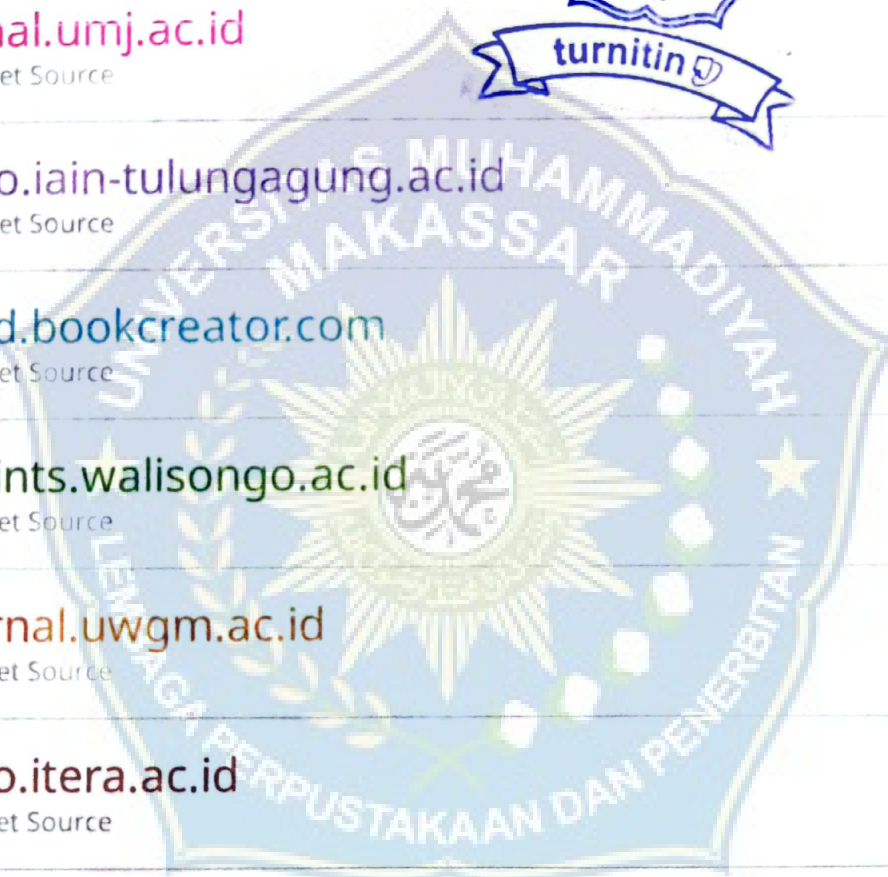 nal.umj.ac.id
et Source
turnitin
o.iain-tulungagung.ac.id
et Source
d.bookcreator.com
et Source
ints.walisongo.ac.id
et Source
rnal.uwgm.ac.id
et Source
o.itera.ac.id
et Source
UNIVERSITAS MUHAMMADIYAH
MAKASSAR
LEMBAGA PERPUSTAKAAN DAN PENERBITAN